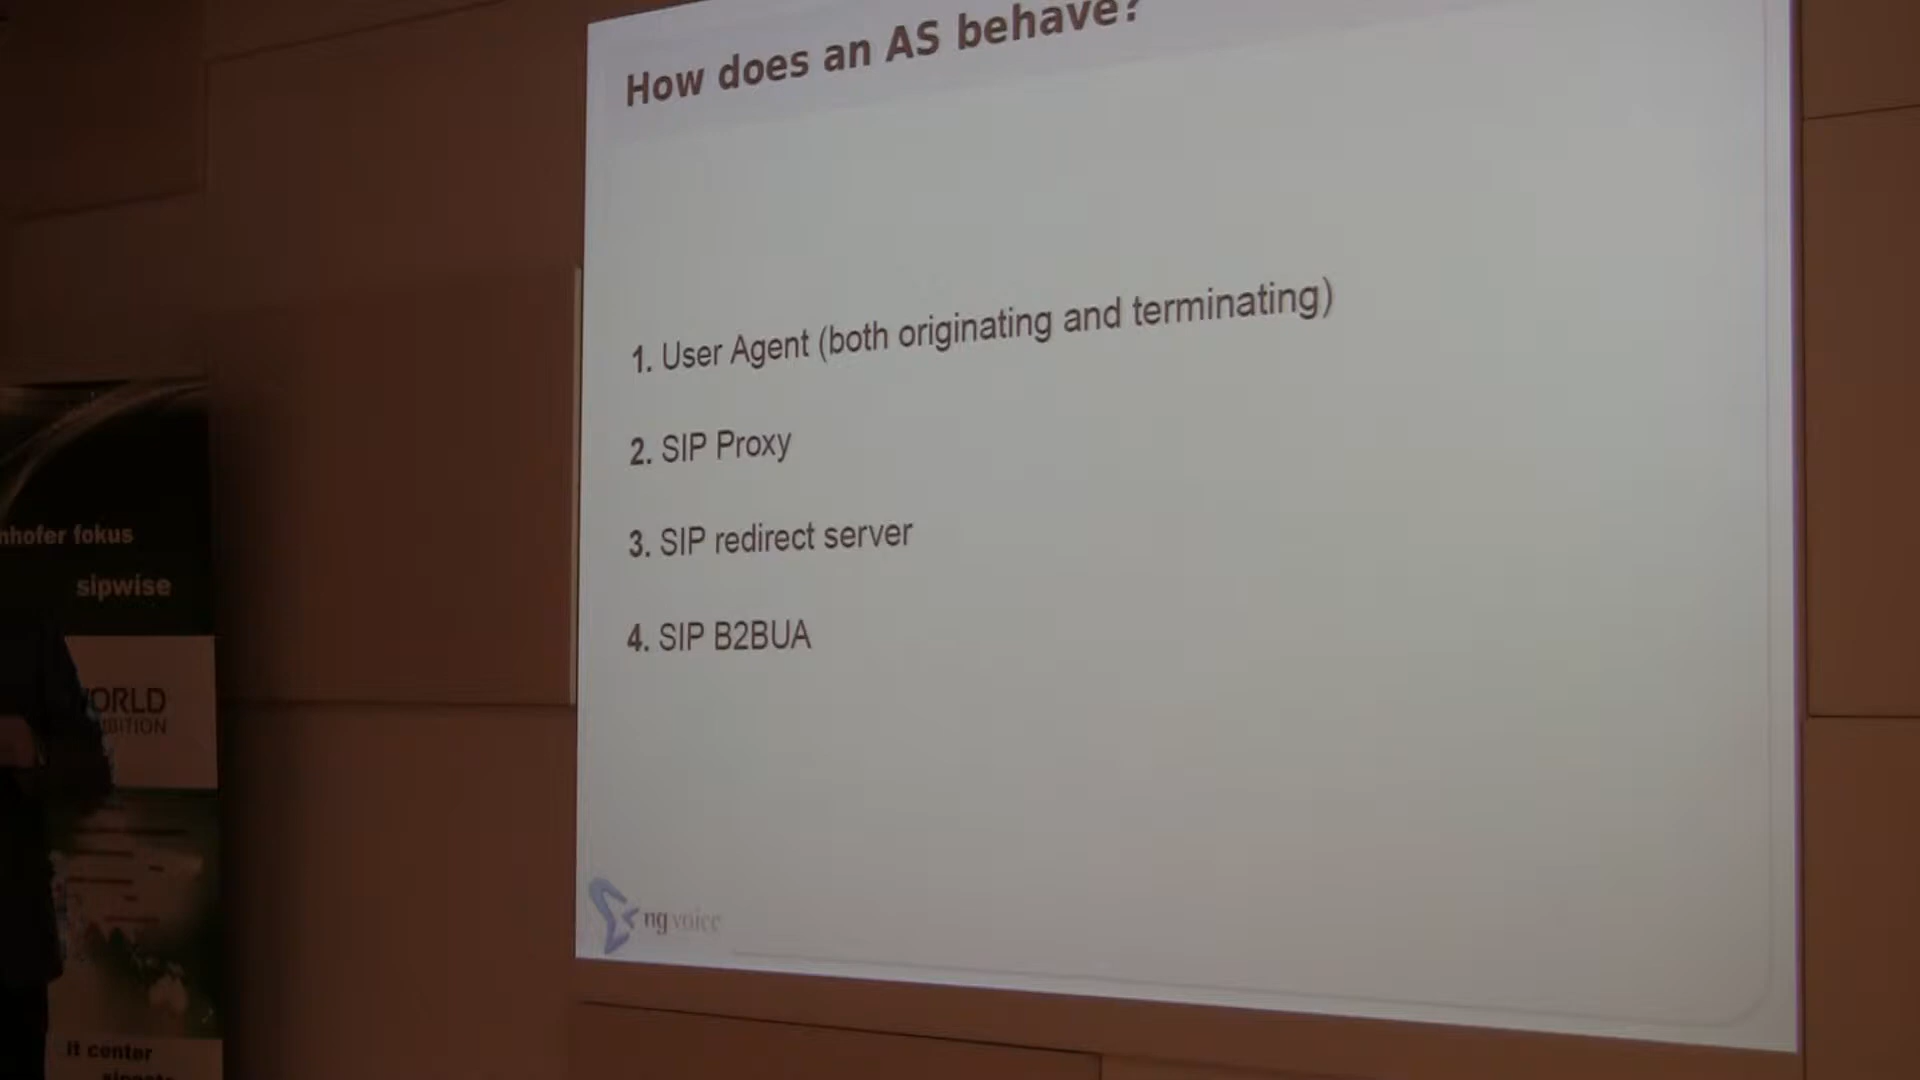 How does an AS behave?
1. User Agent (both originating and terminating)
2. SIP Proxy
3. SIP redirect server
4. SIP B2BUA
ng voice
nhofer fokus
sipwise
WORLD
it center